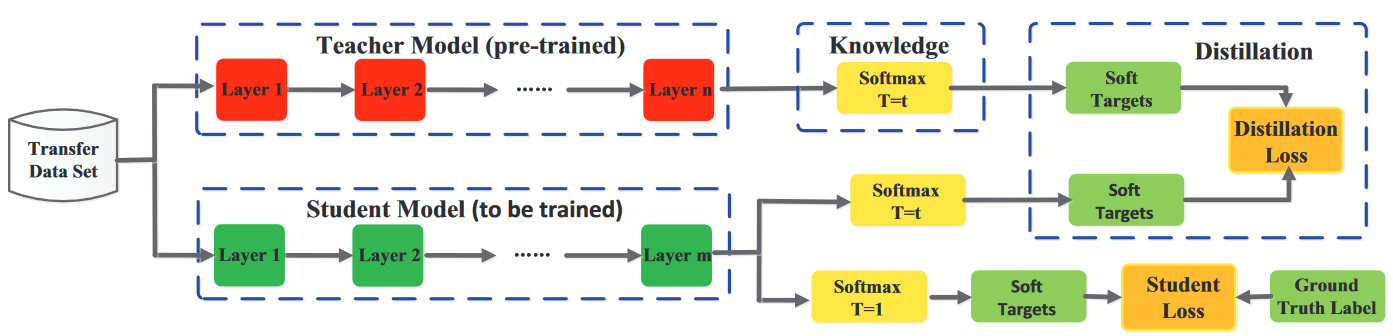 Teacher Model (pre-trained)
Knowledge
Distillation
Layer 1
Layer 2
......
Layer n
Softmax
T=t
Soft
Targets
Distillation
Loss
Transfer
Data Set
Student Model (to be trained)
Layer 1
Layer 2
......
Layer m
Softmax
T=t
Soft
Targets
Softmax
T=1
Soft
Targets
Student
Loss
Ground
Truth Label